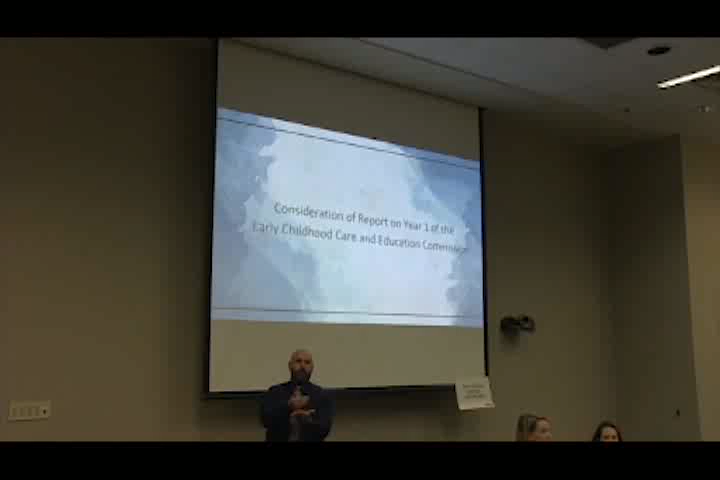 Consideration of Report on Year 1 of the
Early Childhood Care and Education Commission